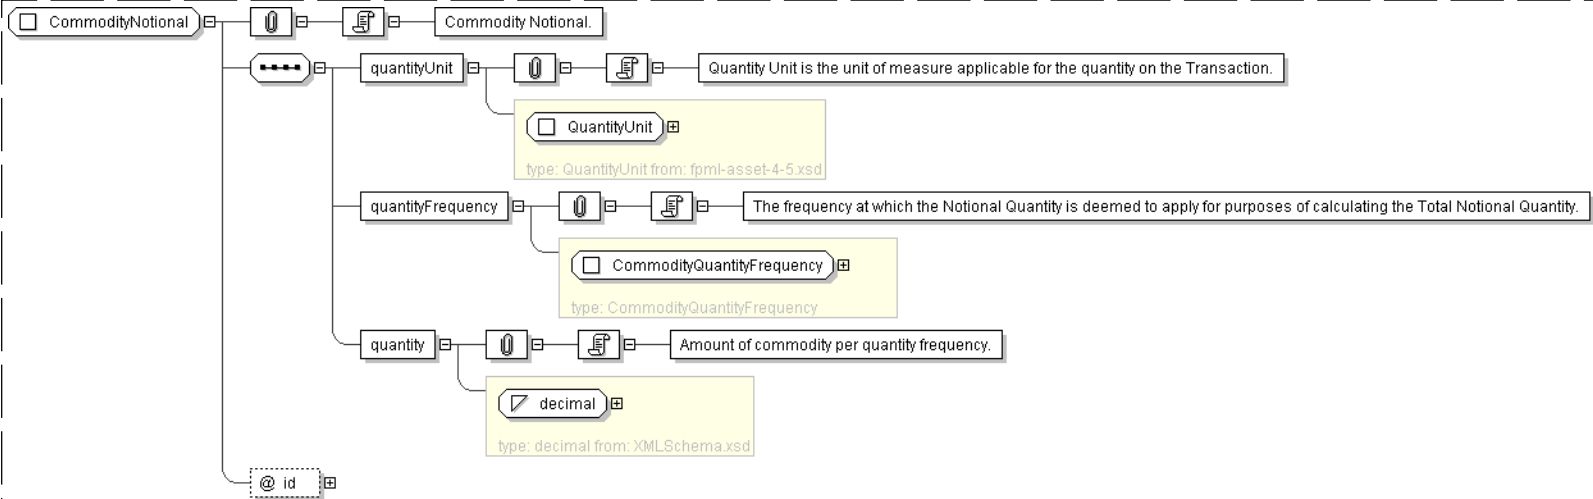 CommodityNotional
Commodity Notional.
quantityUnit
Quantity Unit is the unit of measure applicable for the quantity on the Transaction.
QuantityUnit
type: QuantityUnit from: fpml-asset-4-5.xsd
quantityFrequency
The frequency at which the Notional Quantity is deemed to apply for purposes of calculating the Total Notional Quantity.
CommodityQuantityFrequency
type: CommodityQuantityFrequency
quantity
Amount of commodity per quantity frequency.
decimal
type: decimal from: XMLSchema.xsd
@ id